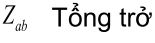 Z_ab Tổng trở